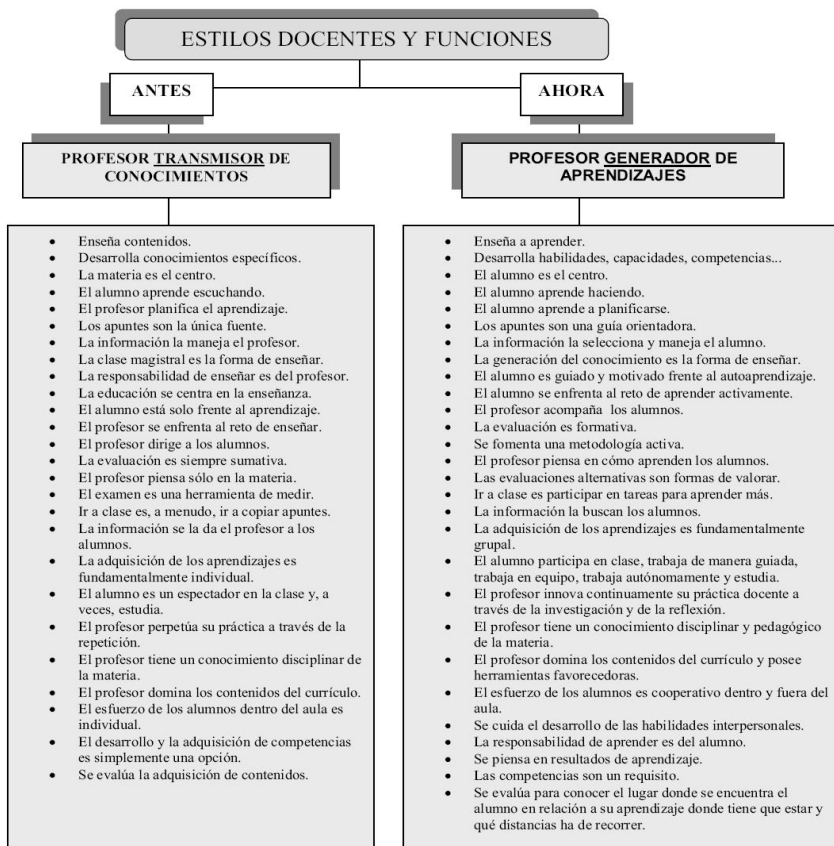 ESTILOS DOCENTES Y FUNCIONES
ANTES
AHORA
PROFESOR TRANSMISOR DE
CONOCIMIENTOS
PROFESOR GENERADOR DE
APRENDIZAJES
• Enseña contenidos.
• Desarrolla conocimientos específicos.
• La materia es el centro.
• El alumno aprende escuchando.
• El profesor planifica el aprendizaje.
• Los apuntes son la única fuente.
• La información la maneja el profesor.
• La clase magistral es la forma de enseñar.
• La responsabilidad de enseñar es del profesor.
• La educación se centra en la enseñanza.
• El alumno está solo frente al aprendizaje.
• El profesor se enfrenta al reto de enseñar.
• El profesor dirige a los alumnos.
• La evaluación es siempre sumativa.
• El profesor piensa sólo en la materia.
• El examen es una herramienta de medir.
• Ir a clase es, a menudo, ir a copiar apuntes.
• La información se la da el profesor a los
alumnos.
• La adquisición de los aprendizajes es
fundamentalmente individual.
• El alumno es un espectador en la clase y, a
veces, estudia.
• El profesor perpetúa su práctica a través de la
repetición.
• El profesor tiene un conocimiento disciplinar de
la materia.
• El profesor domina los contenidos del currículo.
• El esfuerzo de los alumnos dentro del aula es
individual.
• El desarrollo y la adquisición de competencias
es simplemente una opción.
• Se evalúa la adquisición de contenidos.
• Enseña a aprender.
• Desarrolla habilidades, capacidades, competencias...
• El alumno es el centro.
• El alumno aprende haciendo.
• El alumno aprende a planificarse.
• Los apuntes son una guía orientadora.
• La información la selecciona y maneja el alumno.
• La generación del conocimiento es la forma de enseñar.
• El alumno es guiado y motivado frente al autoaprendizaje.
• El alumno se enfrenta al reto de aprender activamente.
• El profesor acompaña los alumnos.
• La evaluación es formativa.
• Se fomenta una metodología activa.
• El profesor piensa en cómo aprenden los alumnos.
• Las evaluaciones alternativas son formas de valorar.
• Ir a clase es participar en tareas para aprender más.
• La información la buscan los alumnos.
• La adquisición de los aprendizajes es fundamentalmente
grupal.
• El alumno participa en clase, trabaja de manera guiada,
trabaja en equipo, trabaja autónomamente y estudia.
• El profesor innova continuamente su práctica docente a
través de la investigación y de la reflexión.
• El profesor tiene un conocimiento disciplinar y pedagógico
de la materia.
• El profesor domina los contenidos del currículo y posee
herramientas favorecedoras.
• El esfuerzo de los alumnos es cooperativo dentro y fuera del
aula.
• Se cuida el desarrollo de las habilidades interpersonales.
• La responsabilidad de aprender es del alumno.
• Se piensa en resultados de aprendizaje.
• Las competencias son un requisito.
• Se evalúa para conocer el lugar donde se encuentra el
alumno en relación a su aprendizaje donde tiene que estar y
qué distancias ha de recorrer.